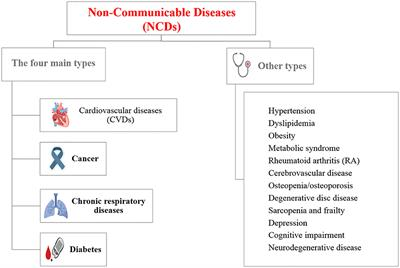 Non-Communicable Diseases
(NCDs)
The four main types
Other types
Cardiovascular diseases
(CVDs)
Cancer
Chronic respiratory
diseases
Diabetes
Hypertension
Dyslipidemia
Obesity
Metabolic syndrome
Rheumatoid arthritis (RA)
Cerebrovascular disease
Osteopenia/osteoporosis
Degenerative disc disease
Sarcopenia and frailty
Depression
Cognitive impairment
Neurodegenerative disease